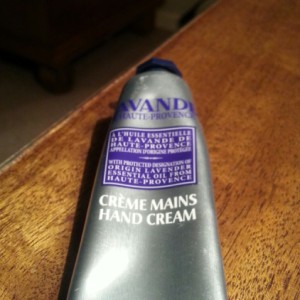 LAVANDE
HAUTE-PROVENCE
A L'HUILE ESSENTIELLE
DE LAVANDE DE
HAUTE-PROVENCE
APPELLATION D'ORIGINE PROTÉGÉE
WITH PROTECTED DESIGNATION OF
ORIGIN LAVENDER
ESSENTIAL OIL FROM
HAUTE-PROVENCE
CRÈME MAINS
HAND CREAM